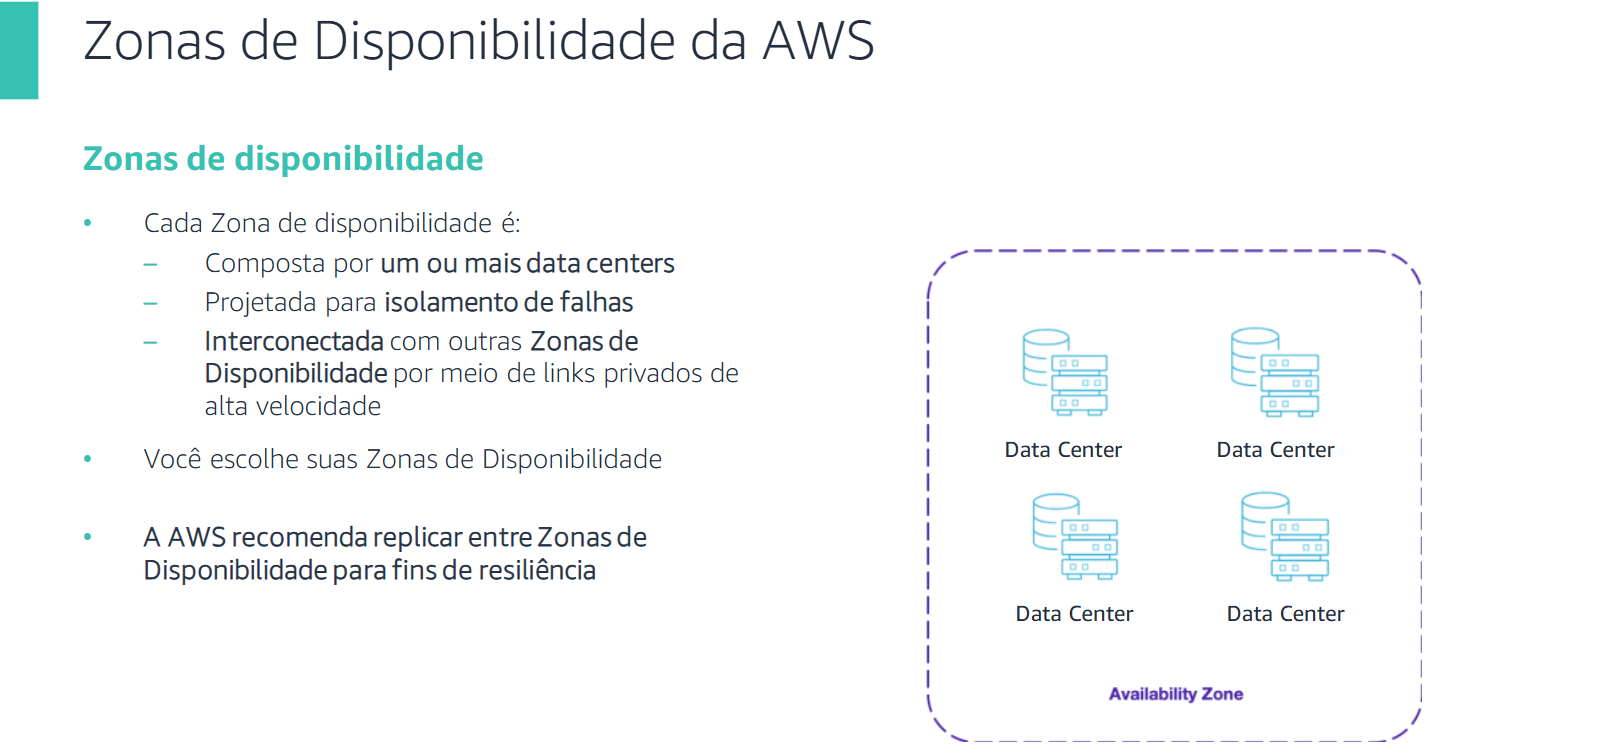 Zonas de Disponibilidade da AWS
Zonas de disponibilidade
• Cada Zona de disponibilidade é:
– Composta por um ou mais data centers
– Projetada para isolamento de falhas
– Interconectada com outras Zonas de
Disponibilidade por meio de links privados de
alta velocidade
• Você escolhe suas Zonas de Disponibilidade
• A AWS recomenda replicar entre Zonas de
Disponibilidade para fins de resiliência
Data Center
Data Center
Data Center
Data Center
Availability Zone